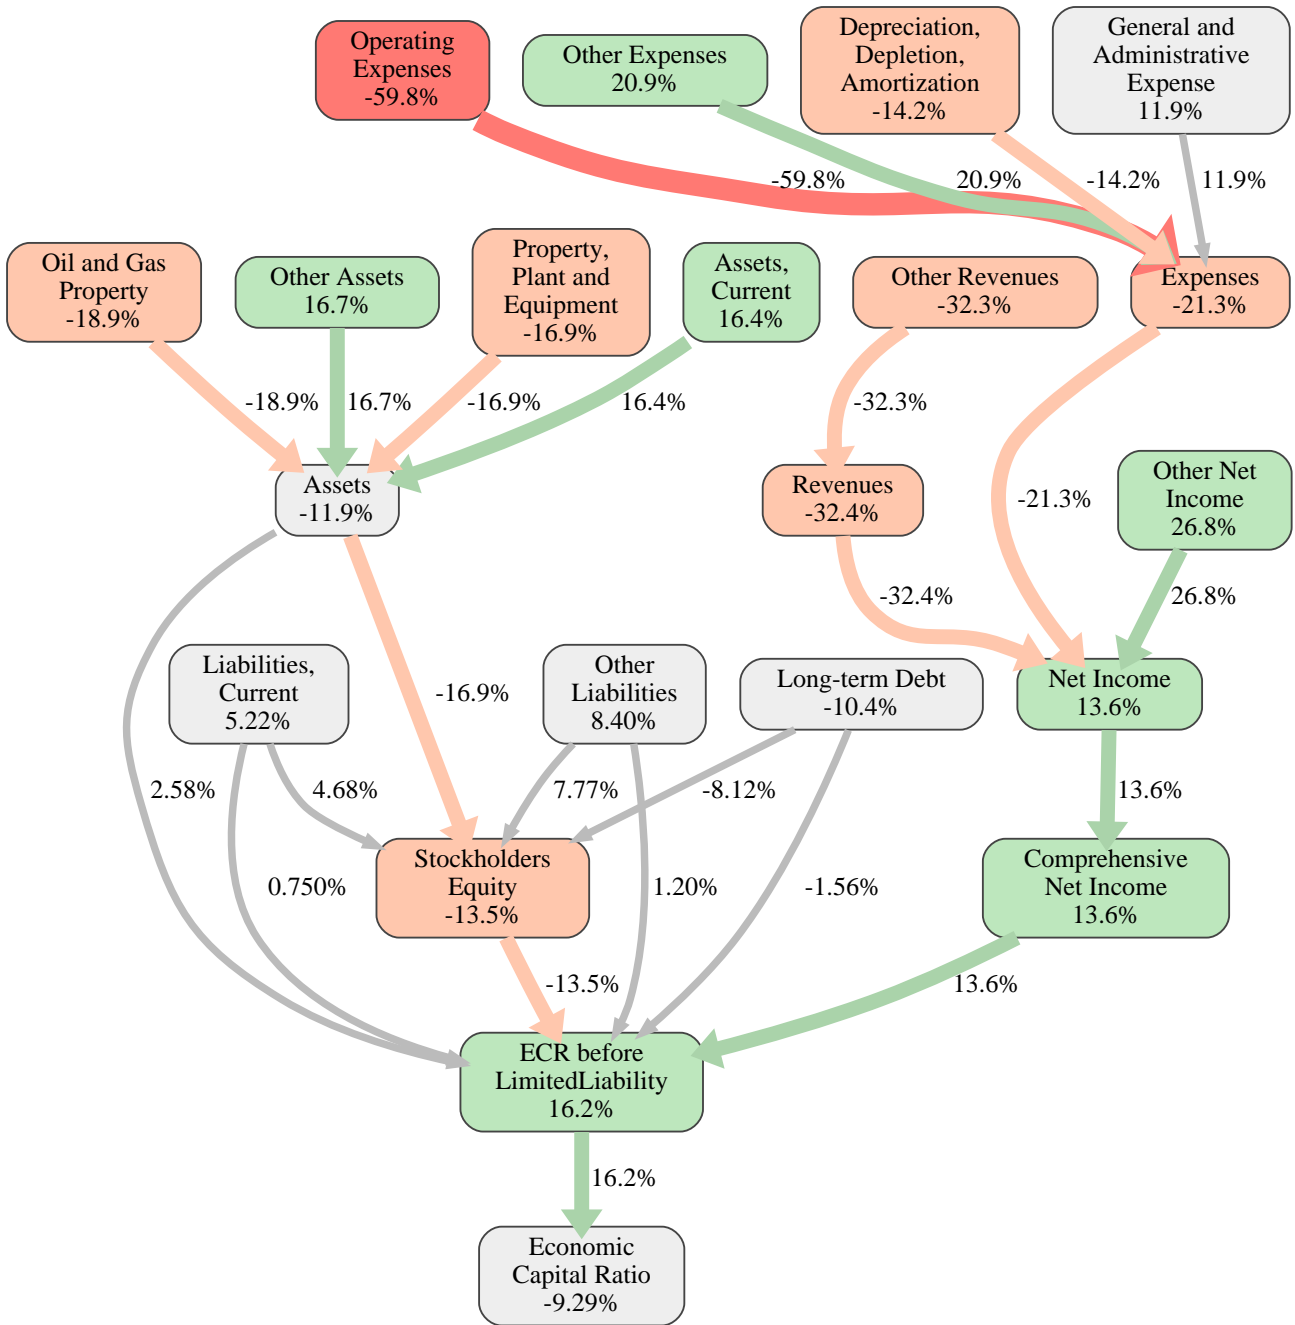 Operating
Expenses
-59.8%
Other Expenses
20.9%
Depreciation,
Depletion,
Amortization
-14.2%
General and
Administrative
Expense
11.9%
-59.8%
20.9%
-14.2%
11.9%
Oil and Gas
Property
-18.9%
Other Assets
16.7%
Property,
Plant and
Equipment
-16.9%
Assets,
Current
16.4%
Other Revenues
-32.3%
Expenses
-21.3%
-18.9%
16.7%
-16.9%
16.4%
-32.3%
-21.3%
Assets
-11.9%
Revenues
-32.4%
Other Net
Income
26.8%
-32.4%
26.8%
Liabilities,
Current
5.22%
-16.9%
Other
Liabilities
8.40%
Long-term Debt
-10.4%
Net Income
13.6%
2.58%
4.68%
7.77%
-8.12%
13.6%
0.750%
Stockholders
Equity
-13.5%
1.20%
-1.56%
Comprehensive
Net Income
13.6%
-13.5%
13.6%
ECR before
LimitedLiability
16.2%
16.2%
Economic
Capital Ratio
-9.29%